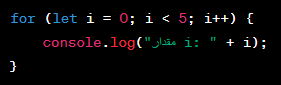 for (let i = 0; i < 5; i++) {
    console.log("مقدار i: " + i);
}